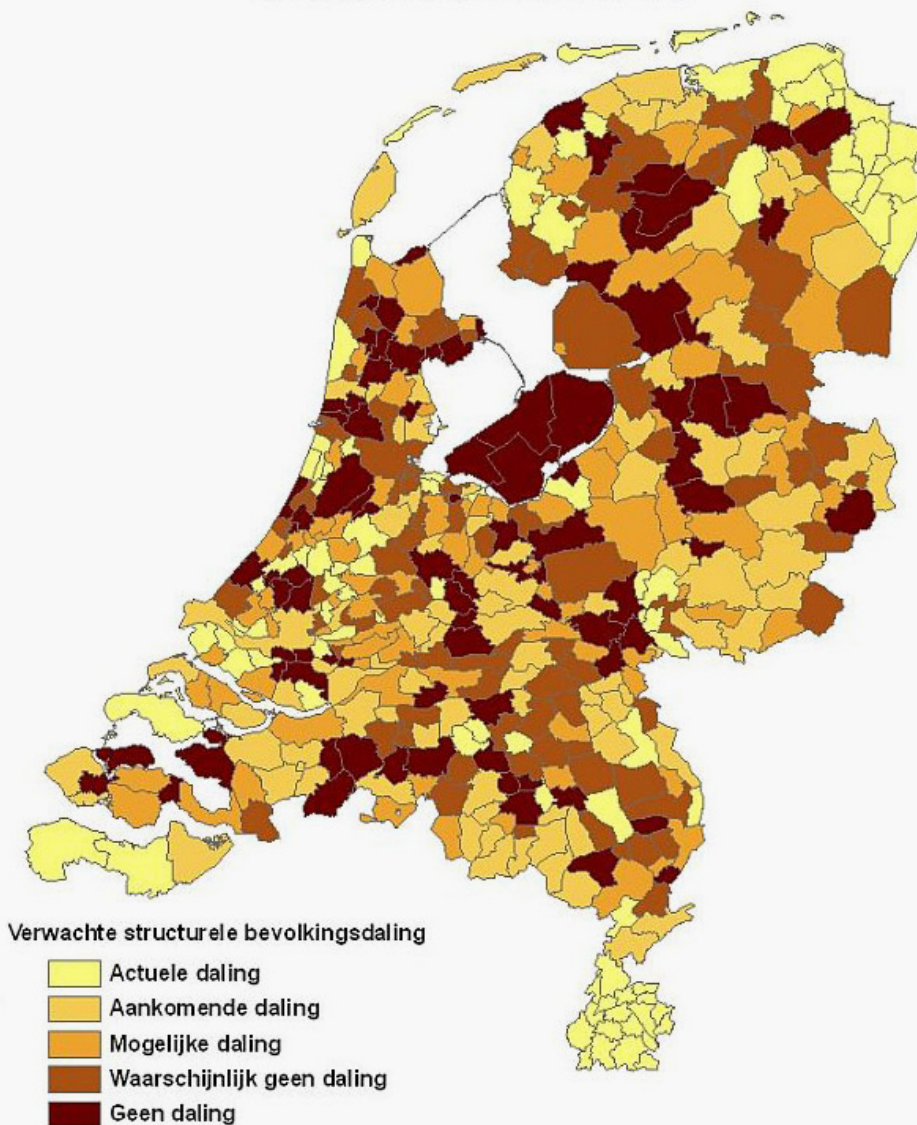 Verwachte structurele bevolkingsdaling
Actuele daling
Aankomende daling
Mogelijke daling
Waarschijnlijk geen daling
Geen daling